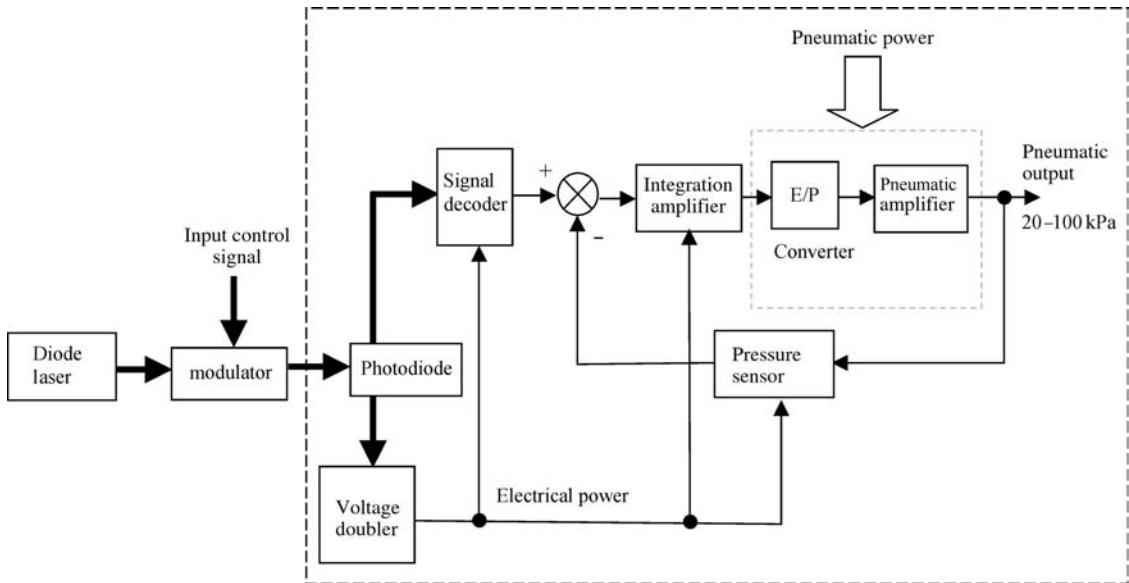 Pneumatic power
Signal
decoder
+
−
Integration
amplifier
E/P
Pneumatic
amplifier
Converter
Pneumatic
output
20–100 kPa
Input control
signal
Diode
laser
modulator
Photodiode
Pressure
sensor
Voltage
doubler
Electrical power